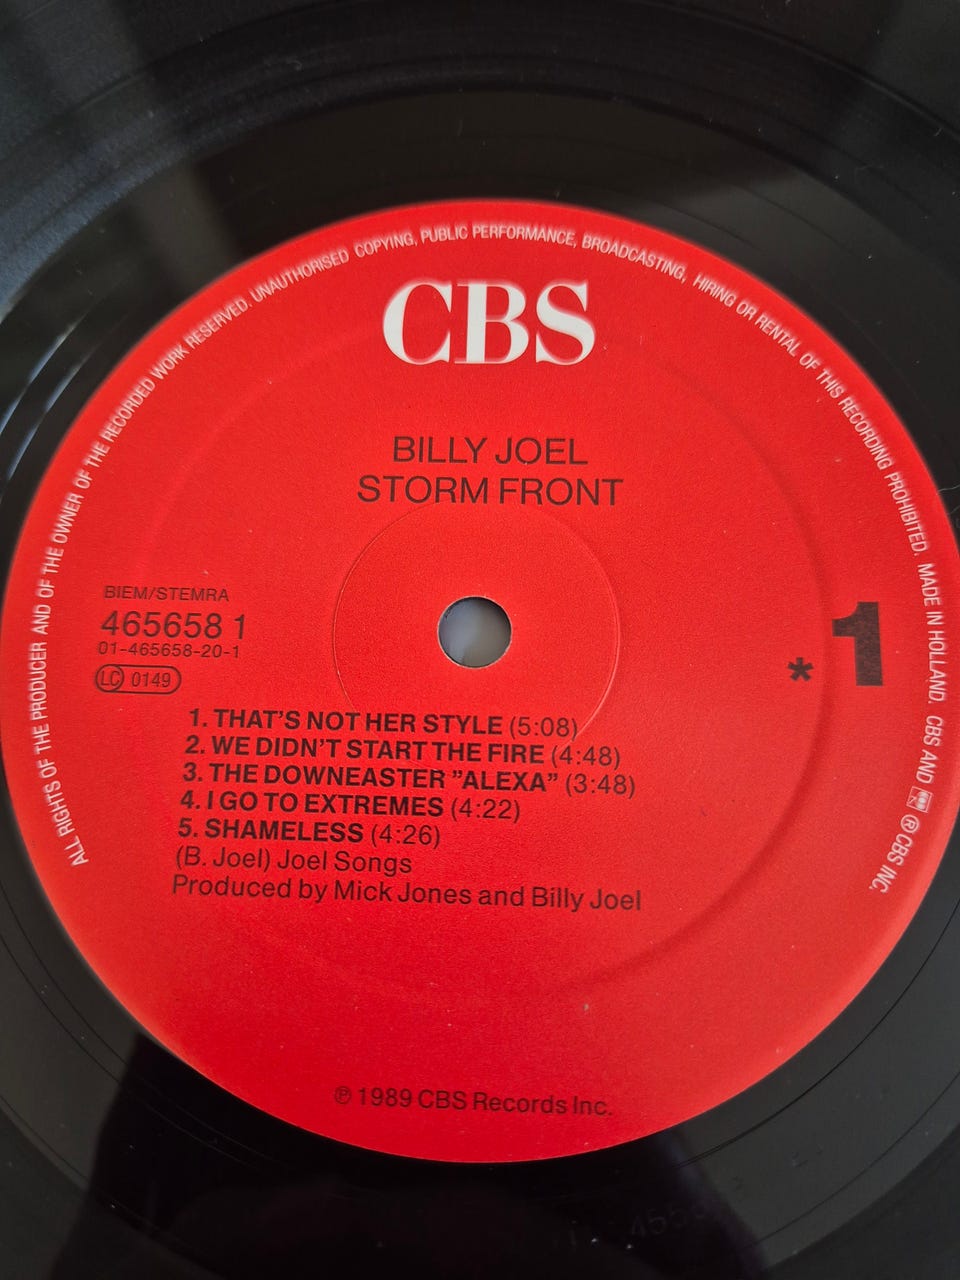 ALL RIGHTS OF THE PRODUCER AND OF THE OWNER OF THE RECORDED WORK RESERVED. UNAUTHORISED COPYING, PUBLIC PERFORMANCE, BROADCASTING, HIRING OR RENTAL OF THIS RECORDING PROHIBITED. MADE IN HOLLAND. CBS AND ® CBS INC.
CBS
BILLY JOEL
STORM FRONT
BIEM/STEMRA
465658 1
01-465658-20-1
LC 0149
* 1
1. THAT'S NOT HER STYLE (5:08)
2. WE DIDN'T START THE FIRE (4:48)
3. THE DOWNEASTER ”ALEXA” (3:48)
4. I GO TO EXTREMES (4:22)
5. SHAMELESS (4:26)
(B. Joel) Joel Songs
Produced by Mick Jones and Billy Joel
℗ 1989 CBS Records Inc.